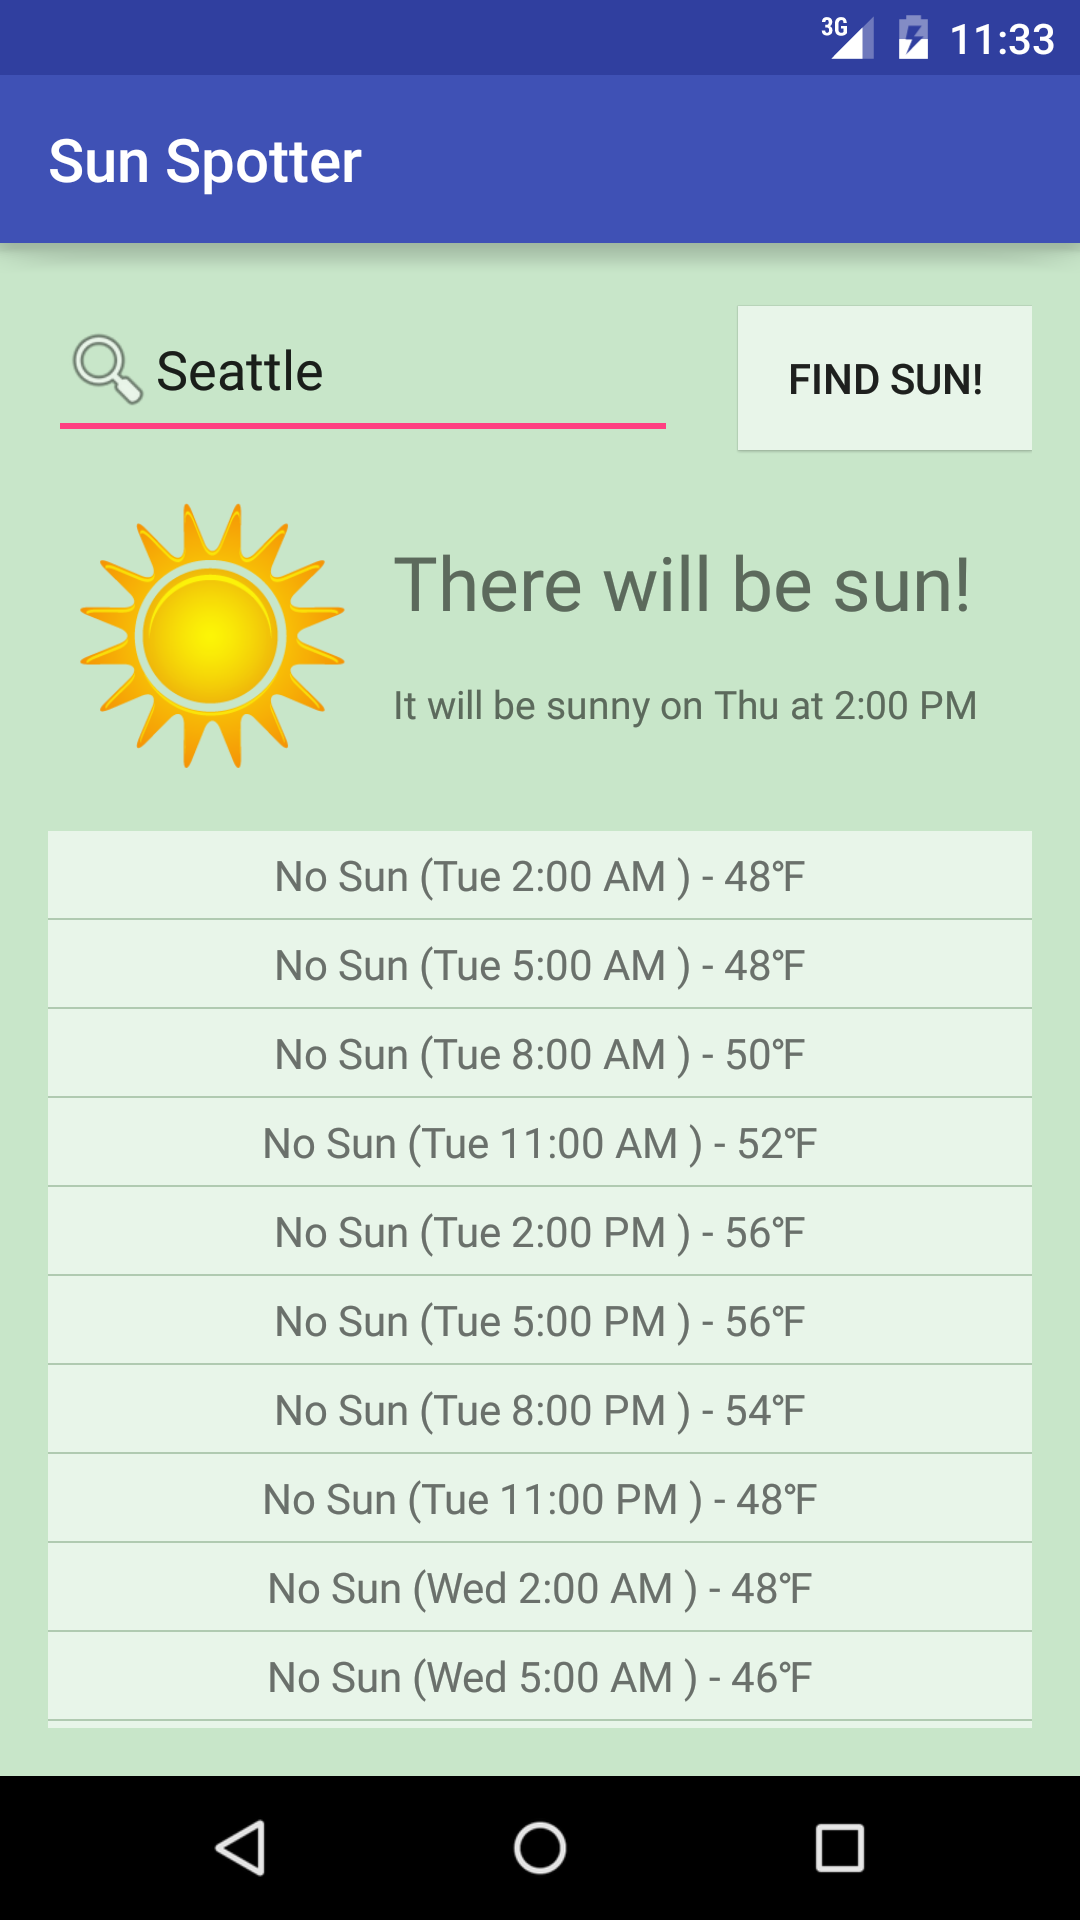 3G 11:33
Sun Spotter
Seattle
FIND SUN!
There will be sun!
It will be sunny on Thu at 2:00 PM
No Sun (Tue 2:00 AM ) - 48℉
No Sun (Tue 5:00 AM ) - 48℉
No Sun (Tue 8:00 AM ) - 50℉
No Sun (Tue 11:00 AM ) - 52℉
No Sun (Tue 2:00 PM ) - 56℉
No Sun (Tue 5:00 PM ) - 56℉
No Sun (Tue 8:00 PM ) - 54℉
No Sun (Tue 11:00 PM ) - 48℉
No Sun (Wed 2:00 AM ) - 48℉
No Sun (Wed 5:00 AM ) - 46℉